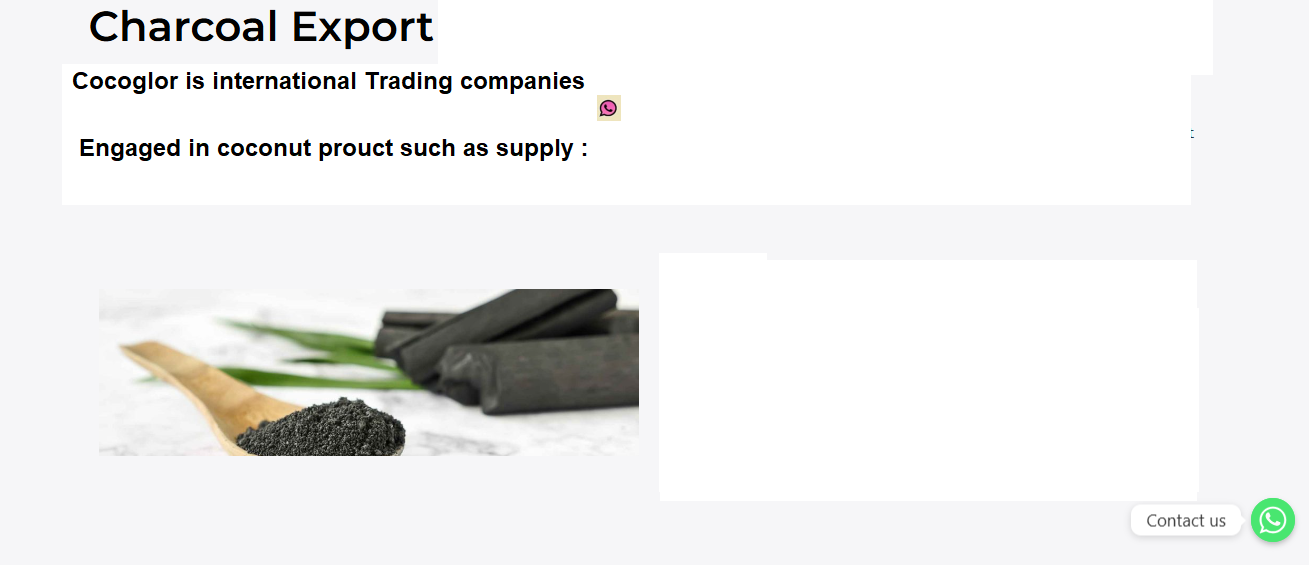 Charcoal Export
Cocoglor is international Trading companies
Engaged in coconut prouct such as supply :
Contact us